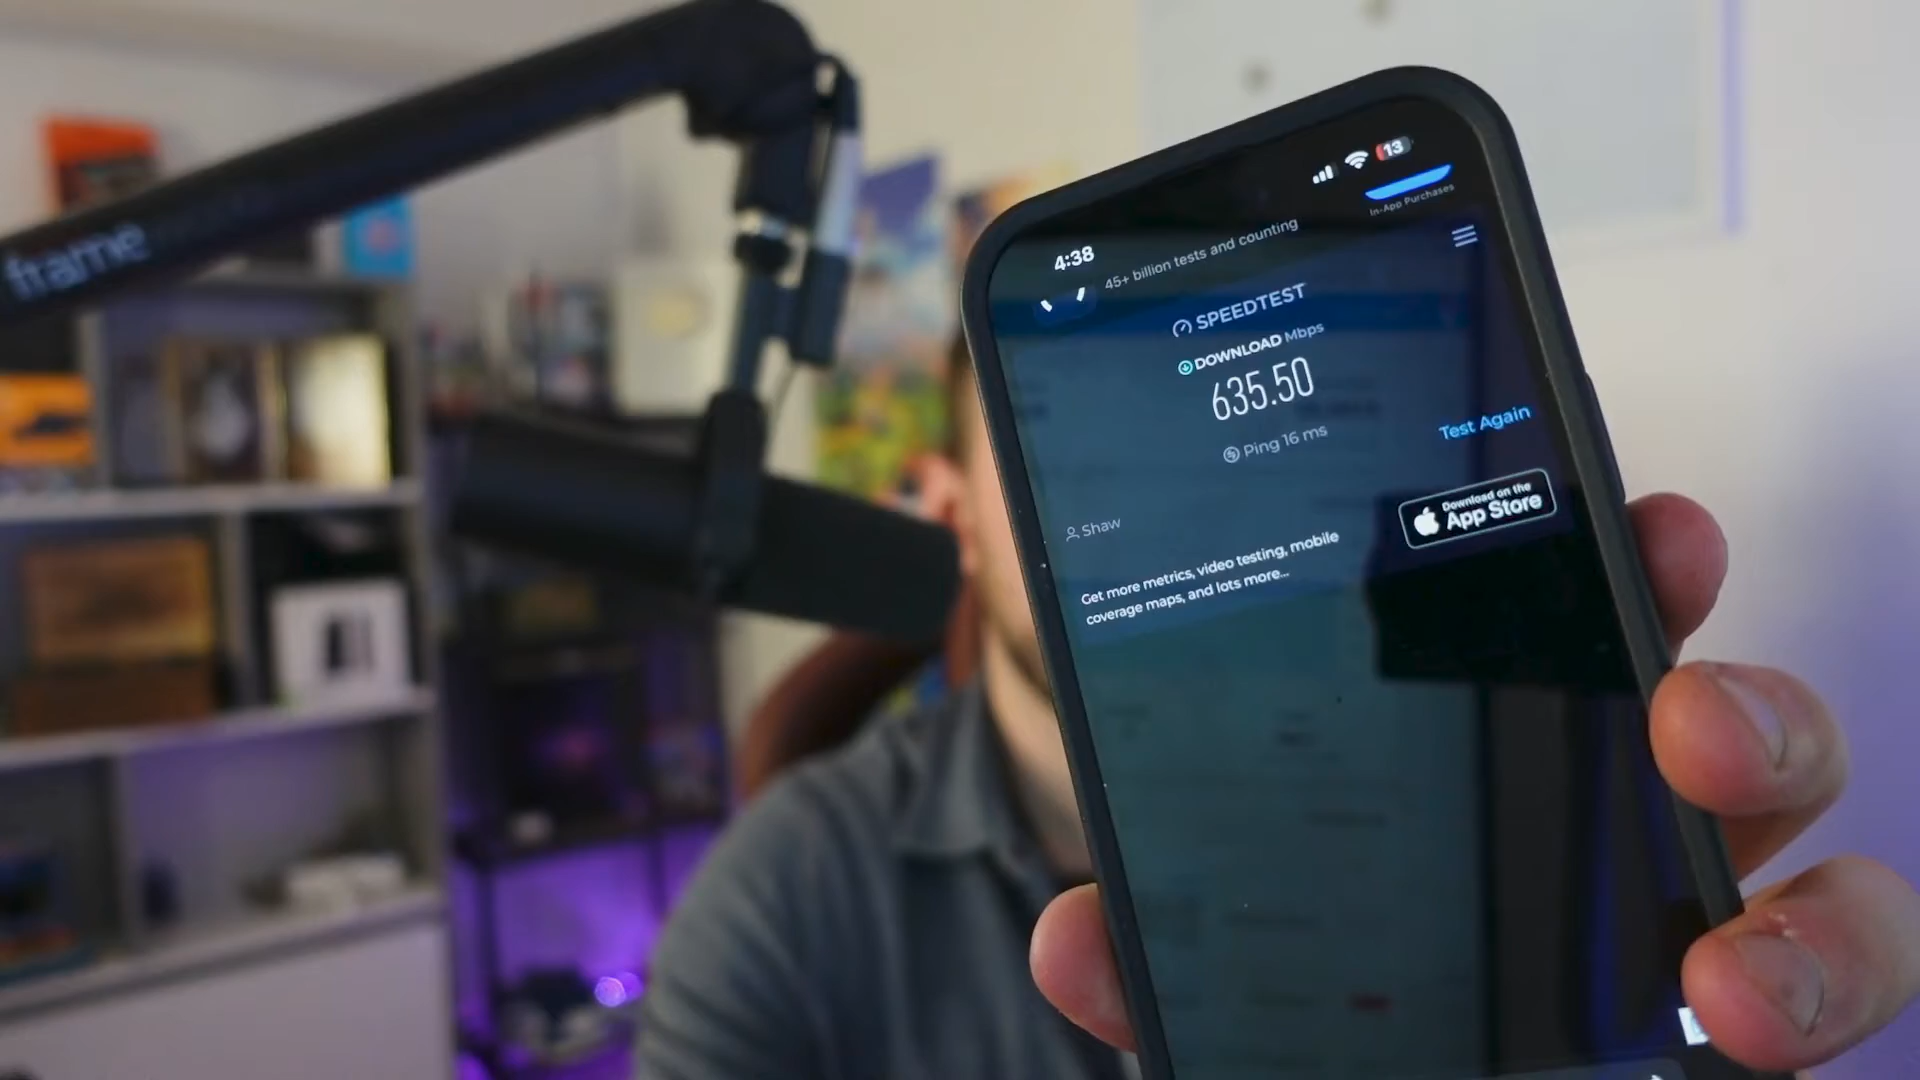 frame
13
In-App Purchases
4:38
45+ billion tests and counting
SPEEDTEST
DOWNLOAD Mbps
635.50
Ping 16 ms
Test Again
Shaw
Download on the
App Store
Get more metrics, video testing, mobile
coverage maps, and lots more...